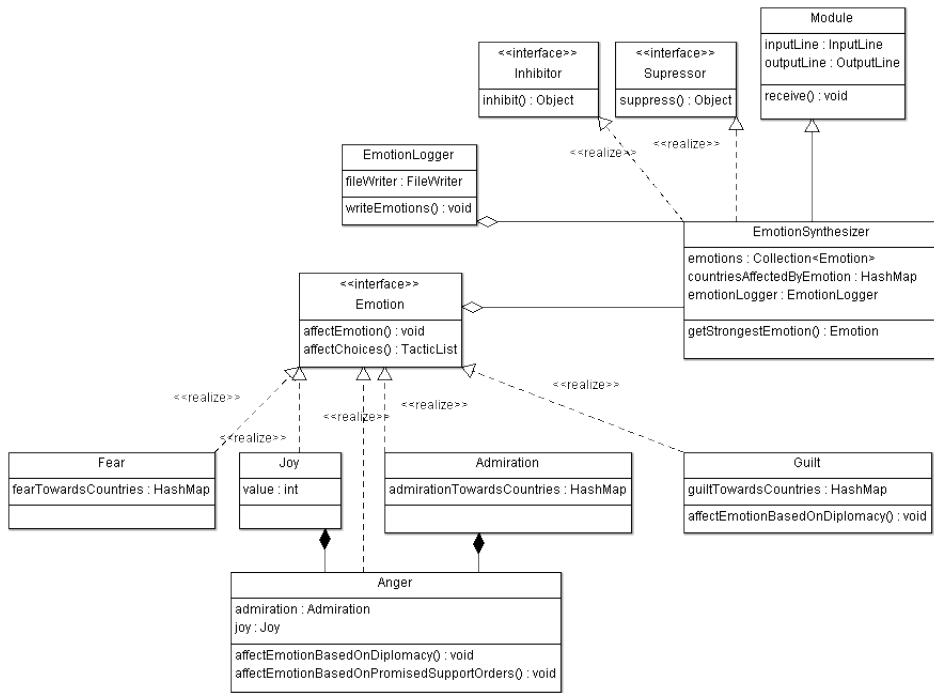 Module
inputLine : InputLine
outputLine : OutputLine
receive() : void
<<interface>>
Inhibitor
inhibit() : Object
<<interface>>
Supressor
suppress() : Object
<<realize>>
<<realize>>
EmotionLogger
fileWriter : FileWriter
writeEmotions() : void
EmotionSynthesizer
emotions : Collection<Emotion>
countriesAffectedByEmotion : HashMap
emotionLogger : EmotionLogger
getStrongestEmotion() : Emotion
<<interface>>
Emotion
affectEmotion() : void
affectChoices() : TacticList
<<realize>>
<<realize>>
<<realize>>
<<realize>>
<<realize>>
Fear
fearTowardsCountries : HashMap
Joy
value : int
Admiration
admirationTowardsCountries : HashMap
Guilt
guiltTowardsCountries : HashMap
affectEmotionBasedOnDiplomacy() : void
Anger
admiration : Admiration
joy : Joy
affectEmotionBasedOnDiplomacy() : void
affectEmotionBasedOnPromisedSupportOrders() : void